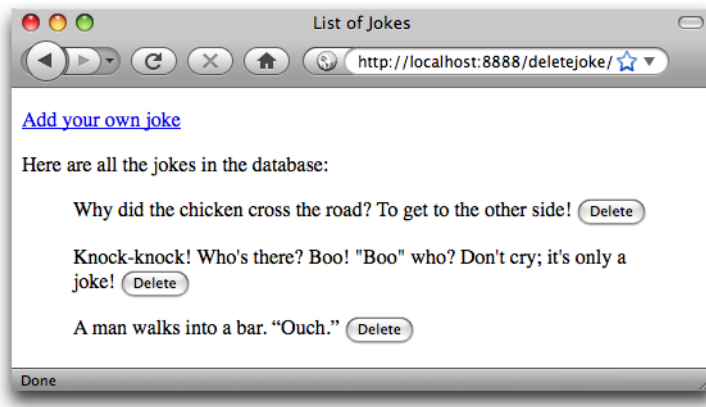 List of Jokes
http://localhost:8888/deletejoke/
Add your own joke
Here are all the jokes in the database:
Why did the chicken cross the road? To get to the other side! Delete
Knock-knock! Who's there? Boo! "Boo" who? Don't cry; it's only a
joke! Delete
A man walks into a bar. “Ouch.” Delete
Done